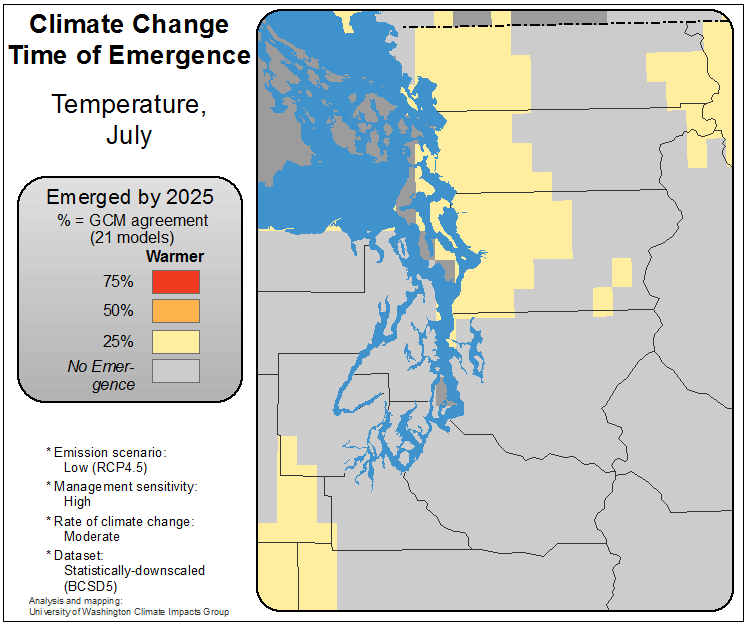 Climate Change
Time of Emergence
Temperature,
July
Emerged by 2025
% = GCM agreement
(21 models)
Warmer
75%
50%
25%
No Emer-
gence
* Emission scenario:
Low (RCP4.5)
* Management sensitivity:
High
* Rate of climate change:
Moderate
* Dataset:
Statistically-downscaled
(BCSD5)
Analysis and mapping:
University of Washington Climate Impacts Group